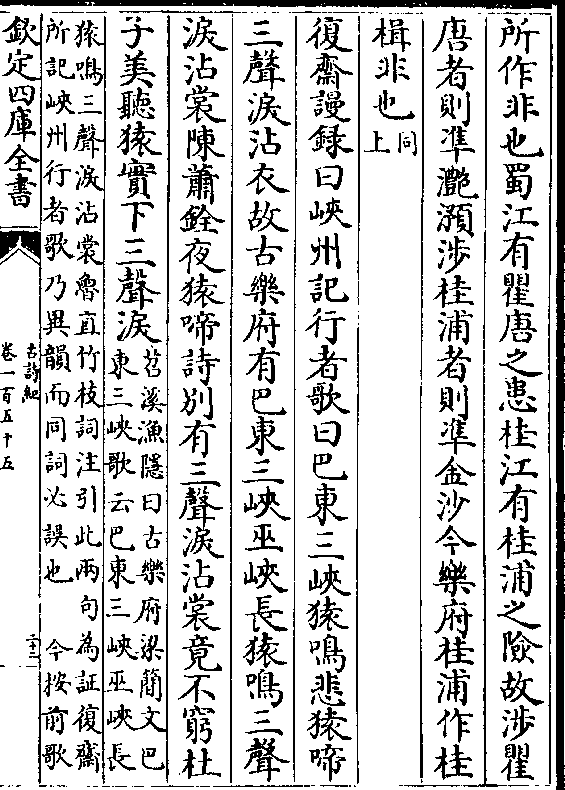 所作非也蜀江有瞿唐之患桂江有桂浦之險故涉瞿
唐者則準灔澦涉桂浦者則準金沙今樂府桂浦作桂
楫非也同
上
復齋謾録曰峽州記行者歌曰巴東三峽猿鳴悲猿啼
三聲淚沾衣故古樂府有巴東三峽巫峽長猿鳴三聲
淚沾裳陳蕭銓夜猿啼詩別有三聲淚沾裳竟不窮杜
子美聽猿實下三聲淚苕溪漁隱曰古樂府梁簡文巴
東三峽歌云巴東三峽巫峽長
猿鳴三聲淚沾裳魯直竹枝詞注引此兩句為証復齋
所記峽州行者歌乃異韻而同詞必誤也 今按前歌
欽定四庫全書
古詩紀
卷一百五十五
二十二